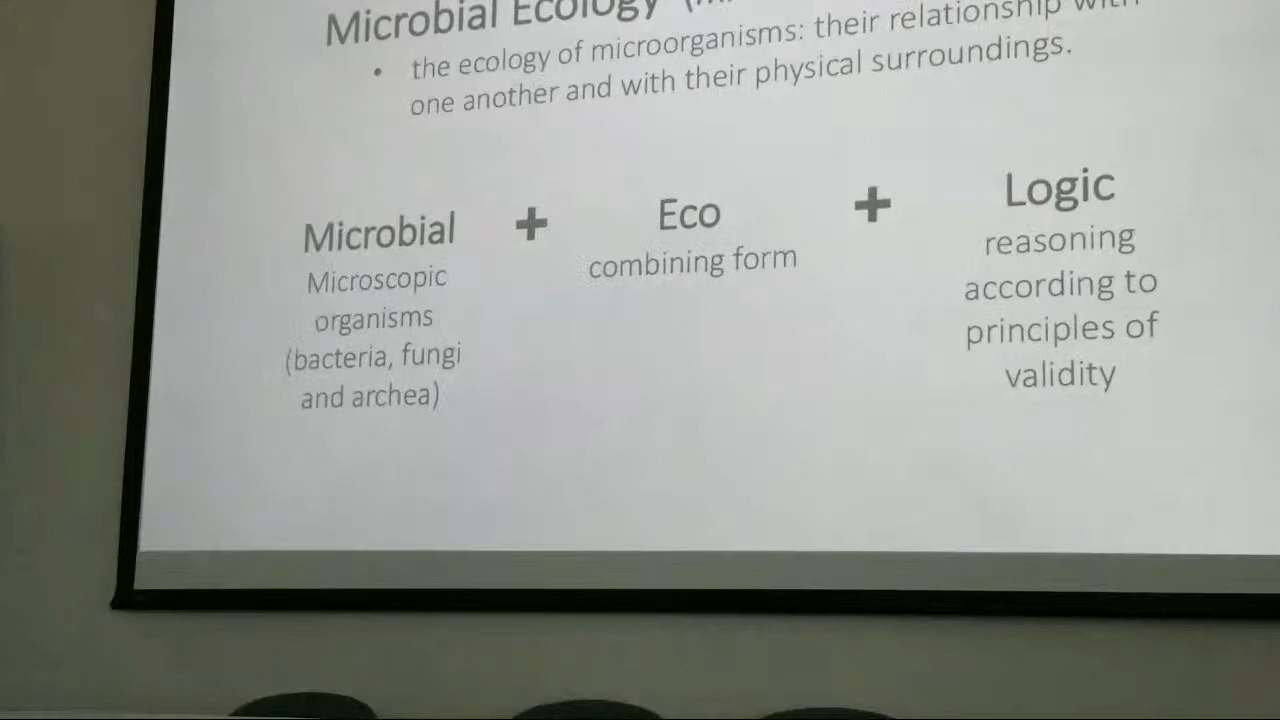 Microbial Ecology
the ecology of microorganisms: their relationship with
one another and with their physical surroundings.
Microbial + Eco + Logic
Microscopic
organisms
(bacteria, fungi
and archea)
combining form
reasoning
according to
principles of
validity